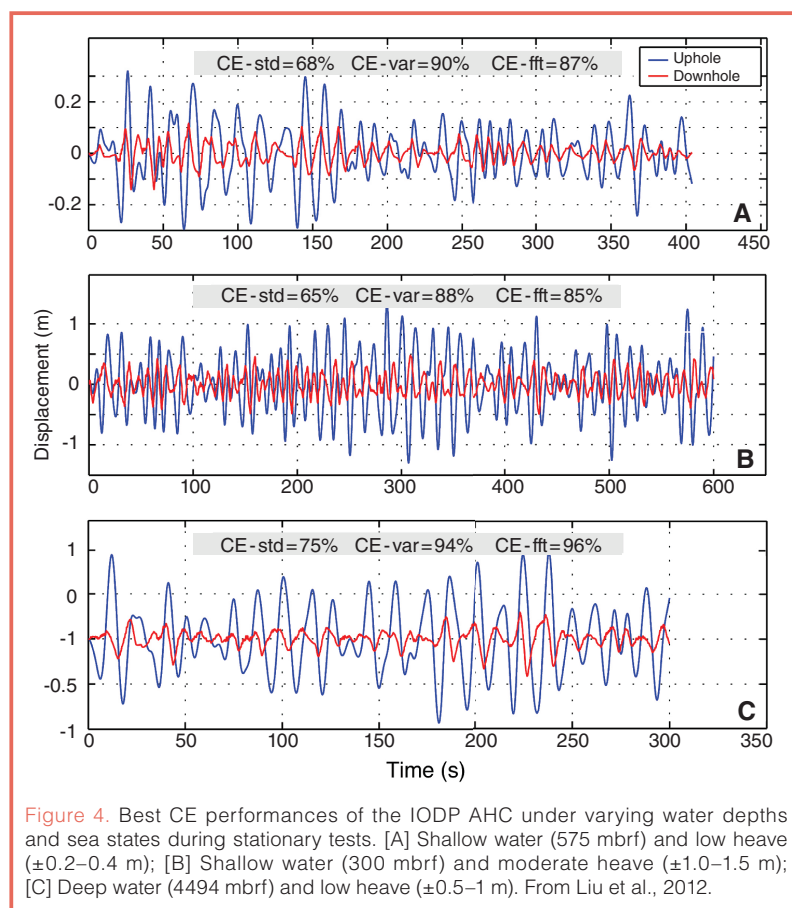 CE-std=68% CE-var=90% CE-fft=87%
Uphole
Downhole
0.4
0.2
0
-0.2
A
0 50 100 150 200 250 300 350 400 450
CE-std=65% CE-var=88% CE-fft=85%
1
0
-1
Displacement (m)
B
0 100 200 300 400 500 600
CE-std=75% CE-var=94% CE-fft=96%
1
0
-1
-0.5
-1
C
0 50 100 150 200 250 300 350
Time (s)
Figure 4. Best CE performances of the IODP AHC under varying water depths
and sea states during stationary tests. [A] Shallow water (575 mbrf) and low heave
(±0.2–0.4 m); [B] Shallow water (300 mbrf) and moderate heave (±1.0–1.5 m);
[C] Deep water (4494 mbrf) and low heave (±0.5–1 m). From Liu et al., 2012.